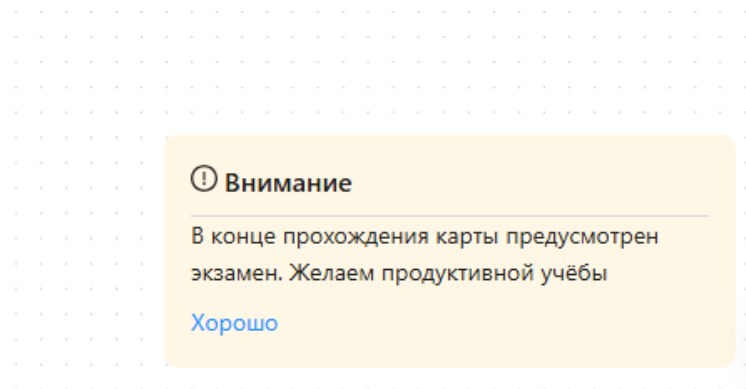 Внимание
В конце прохождения карты предусмотрен
экзамен. Желаем продуктивной учёбы
Хорошо